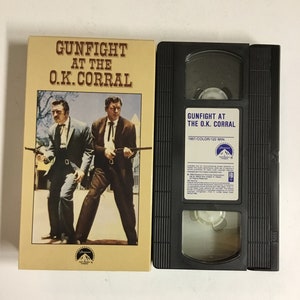 GUNFIGHT
AT THE
O.K. CORRAL
GUNFIGHT AT
THE O.K. CORRAL